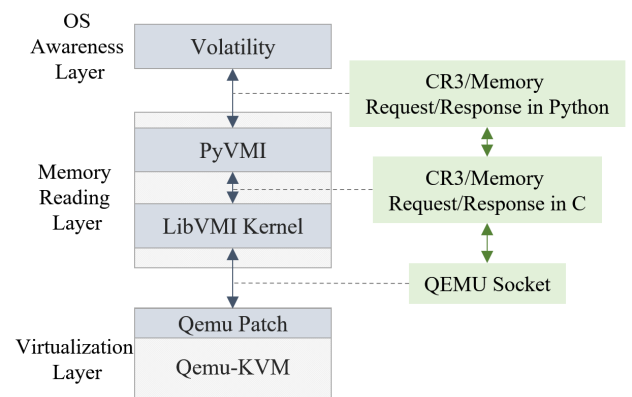 OS
Awareness
Layer
Volatility
CR3/Memory
Request/Response in Python
PyVMI
Memory
Reading
Layer
CR3/Memory
Request/Response in C
LibVMI Kernel
QEMU Socket
Qemu Patch
Virtualization
Layer
Qemu-KVM